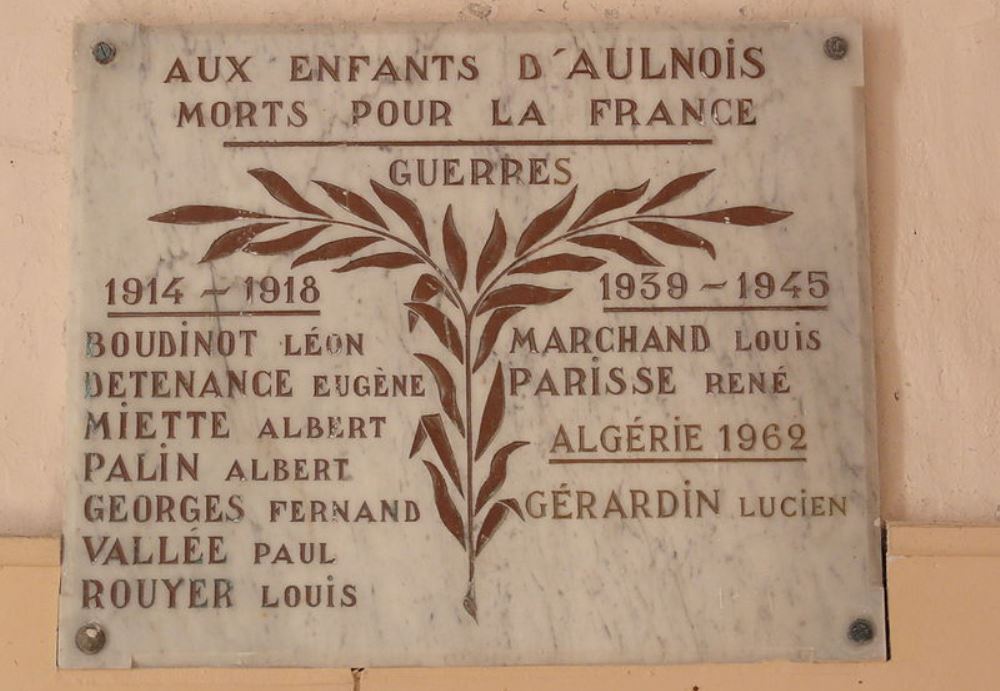 AUX ENFANTS D'AULNOIS
MORTS POUR LA FRANCE
GUERRES
1914 - 1918
BOUDINOT LÉON
DETENANCE EUGÈNE
MIETTE ALBERT
PALIN ALBERT
GEORGES FERNAND
VALLÉE PAUL
ROUYER LOUIS
1939 - 1945
MARCHAND LOUIS
PARISSE RENÉ
ALGÉRIE 1962
GÉRARDIN LUCIEN